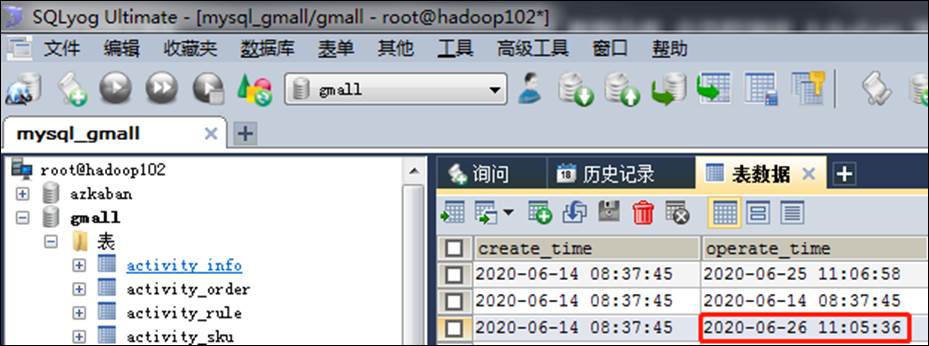 SQLyog Ultimate - [mysql_gmall/gmall - root@hadoop102*]
文件 编辑 收藏夹 数据库 表单 其他 工具 高级工具 窗口 帮助
gmall
mysql_gmall
root@hadoop102
azkaban
gmall
表
activity_info
activity_order
activity_rule
activity_sku
询问 18 历史记录 表数据
create_time operate_time
2020-06-14 08:37:45 2020-06-25 11:06:58
2020-06-14 08:37:45 2020-06-14 08:37:45
2020-06-14 08:37:45 2020-06-26 11:05:36